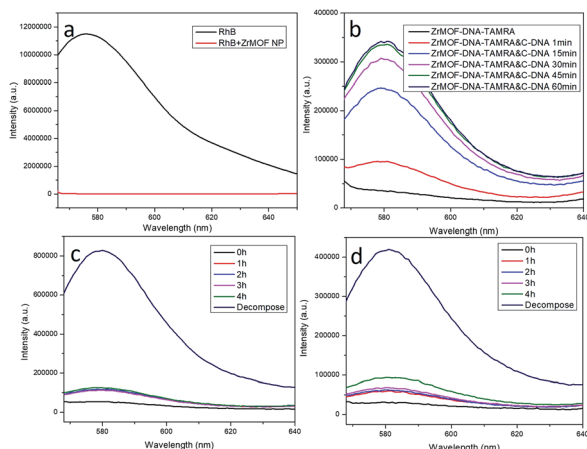 a
RhB
RhB+ZrMOF NP
12000000
10000000
8000000
6000000
4000000
2000000
0
Intensity (a.u.)
580
600
620
640
Wavelength (nm)
b
ZrMOF-DNA-TAMRA
ZrMOF-DNA-TAMRA&C-DNA 1min
ZrMOF-DNA-TAMRA&C-DNA 15min
ZrMOF-DNA-TAMRA&C-DNA 30min
ZrMOF-DNA-TAMRA&C-DNA 45min
ZrMOF-DNA-TAMRA&C-DNA 60min
400000
300000
200000
100000
0
Intensity (a.u.)
580
600
620
640
Wavelength (nm)
c
0h
1h
2h
3h
4h
Decompose
800000
600000
400000
200000
0
Intensity (a.u.)
580
600
620
640
Wavelength (nm)
d
0h
1h
2h
3h
4h
Decompose
400000
300000
200000
100000
0
Intensity (a.u.)
580
600
620
640
Wavelength (nm)